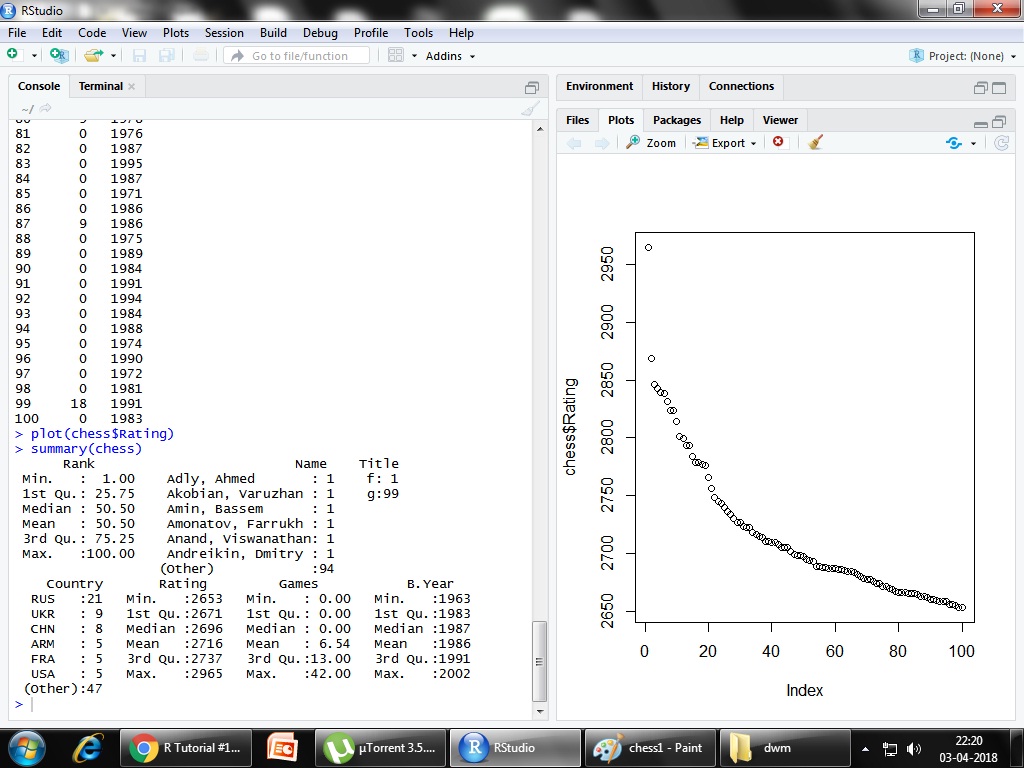 RStudio
File Edit Code View Plots Session Build Debug Profile Tools Help
Go to file/function Addins Project: (None)
Console Terminal
~/
81 0 1976
82 0 1987
83 0 1995
84 0 1987
85 0 1971
86 0 1986
87 9 1986
88 0 1975
89 0 1989
90 0 1984
91 0 1991
92 0 1994
93 0 1984
94 0 1988
95 0 1974
96 0 1990
97 0 1972
98 0 1981
99 18 1991
100 0 1983
> plot(chess$Rating)
> summary(chess)
Rank Name Title
Min. : 1.00 Adly, Ahmed : 1 f: 1
1st Qu.: 25.75 Akobian, Varuzhan : 1 g:99
Median : 50.50 Amin, Bassem : 1
Mean : 50.50 Amonatov, Farrukh : 1
3rd Qu.: 75.25 Anand, Viswanathan: 1
Max. :100.00 Andreikin, Dmitry : 1
(Other) :94
Country Rating Games B.Year
RUS :21 Min. :2653 Min. : 0.00 Min. :1963
UKR : 9 1st Qu.:2671 1st Qu.: 0.00 1st Qu.:1983
CHN : 8 Median :2696 Median : 0.00 Median :1987
ARM : 5 Mean :2716 Mean : 6.54 Mean :1986
FRA : 5 3rd Qu.:2737 3rd Qu.:13.00 3rd Qu.:1991
USA : 5 Max. :2965 Max. :42.00 Max. :2002
(Other):47
>
Environment History Connections
Files Plots Packages Help Viewer
Zoom Export
2950
2900
2850
2800
2750
2700
2650
chess$Rating
0 20 40 60 80 100
Index
R Tutorial #1... µTorrent 3.5.... RStudio chess1 - Paint dwm
22:20
03-04-2018